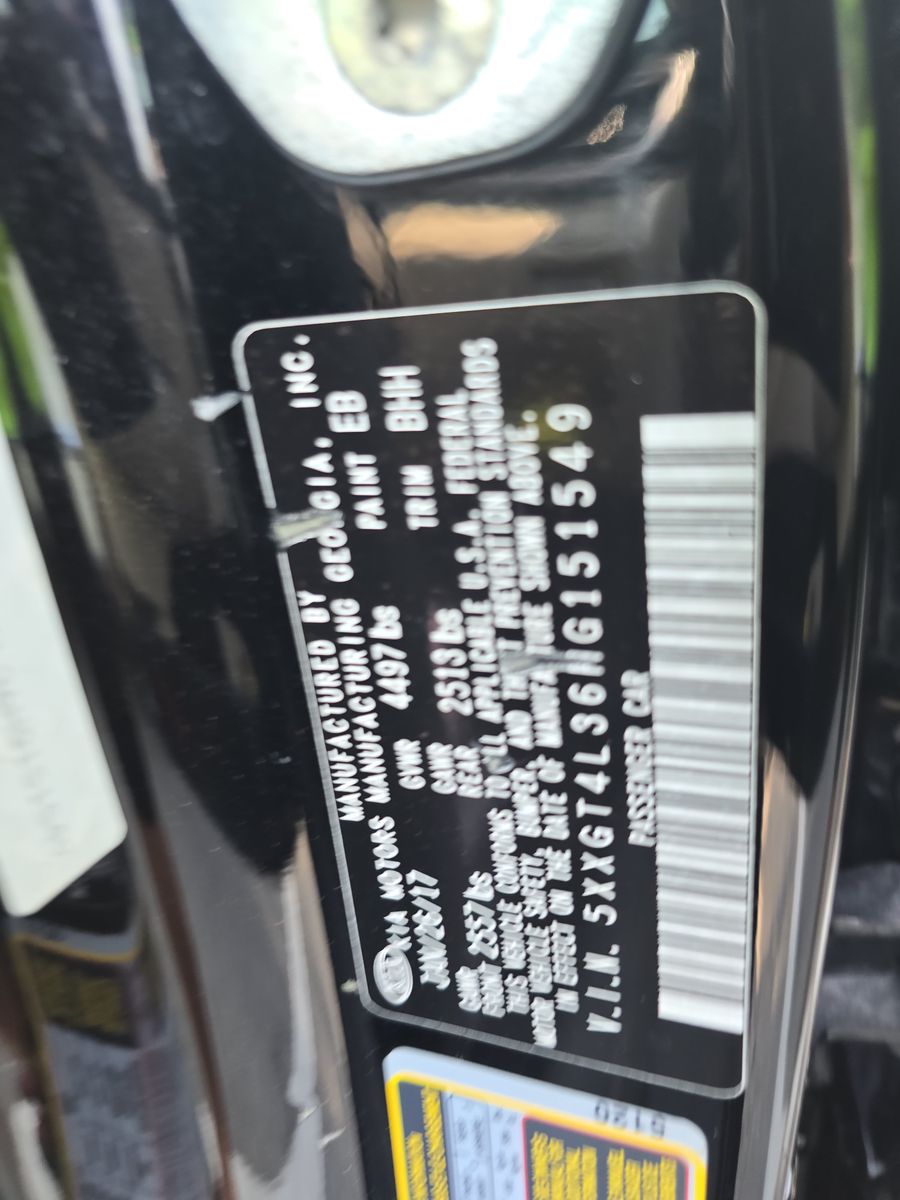 MANUFACTURED BY
KIA MOTORS MANUFACTURING GEORGIA, INC.
JAN/26/17 GVWR 4497lbs PAINT EB
GAWR FRONT 2557lbs GAWR REAR 2513lbs TRIM BHH
THIS VEHICLE CONFORMS TO ALL APPLICABLE U.S.A. FEDERAL
MOTOR VEHICLE SAFETY, BUMPER, AND THEFT PREVENTION STANDARDS
IN EFFECT ON THE DATE OF MANUFACTURE SHOWN ABOVE.
V.I.N. 5XXGT4L36HG151549
PASSENGER CAR